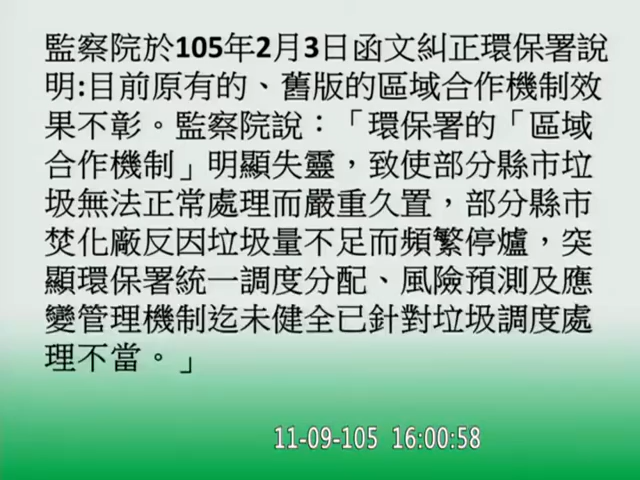 監察院於105年2月3日函文糾正環保署說
明:目前原有的、舊版的區域合作機制效
果不彰。監察院說：「環保署的「區域
合作機制」明顯失靈，致使部分縣市垃
圾無法正常處理而嚴重久置，部分縣市
焚化廠反因垃圾量不足而頻繁停爐，突
顯環保署統一調度分配、風險預測及應
變管理機制迄未健全已針對垃圾調度處
理不當。」
11-09-105 16:00:58